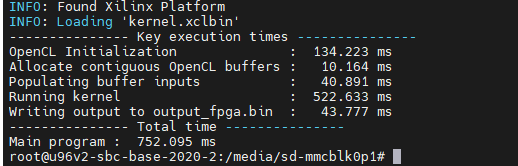 INFO: Found Xilinx Platform
INFO: Loading 'kernel.xclbin'
--------------- Key execution times ---------------
OpenCL Initialization              :  134.223 ms
Allocate contiguous OpenCL buffers :   10.164 ms
Populating buffer inputs           :   40.891 ms
Running kernel                     :  522.633 ms
Writing output to output_fpga.bin  :   43.777 ms
--------------- Total time ---------------
Main program :  752.095 ms
root@u96v2-sbc-base-2020-2:/media/sd-mmcblk0p1#